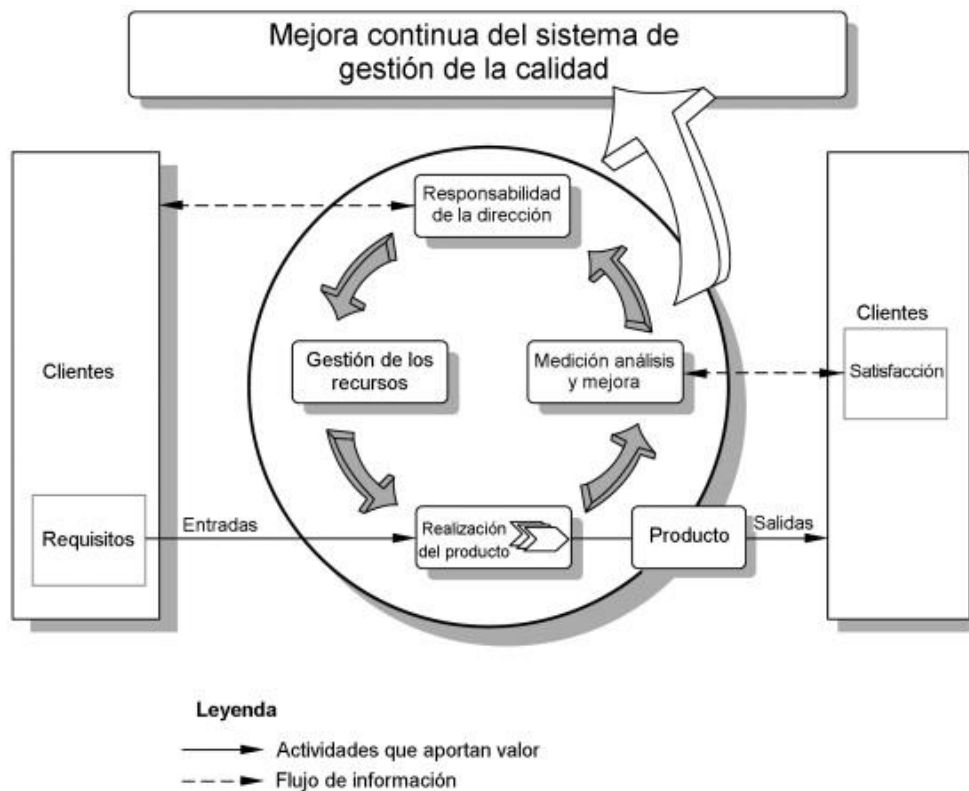 Mejora continua del sistema de
gestión de la calidad
Responsabilidad
de la dirección
Clientes
Gestión de los
recursos
Medición análisis
y mejora
Clientes
Satisfacción
Requisitos
Entradas
Realización
del producto
Producto
Salidas
Leyenda
Actividades que aportan valor
Flujo de información